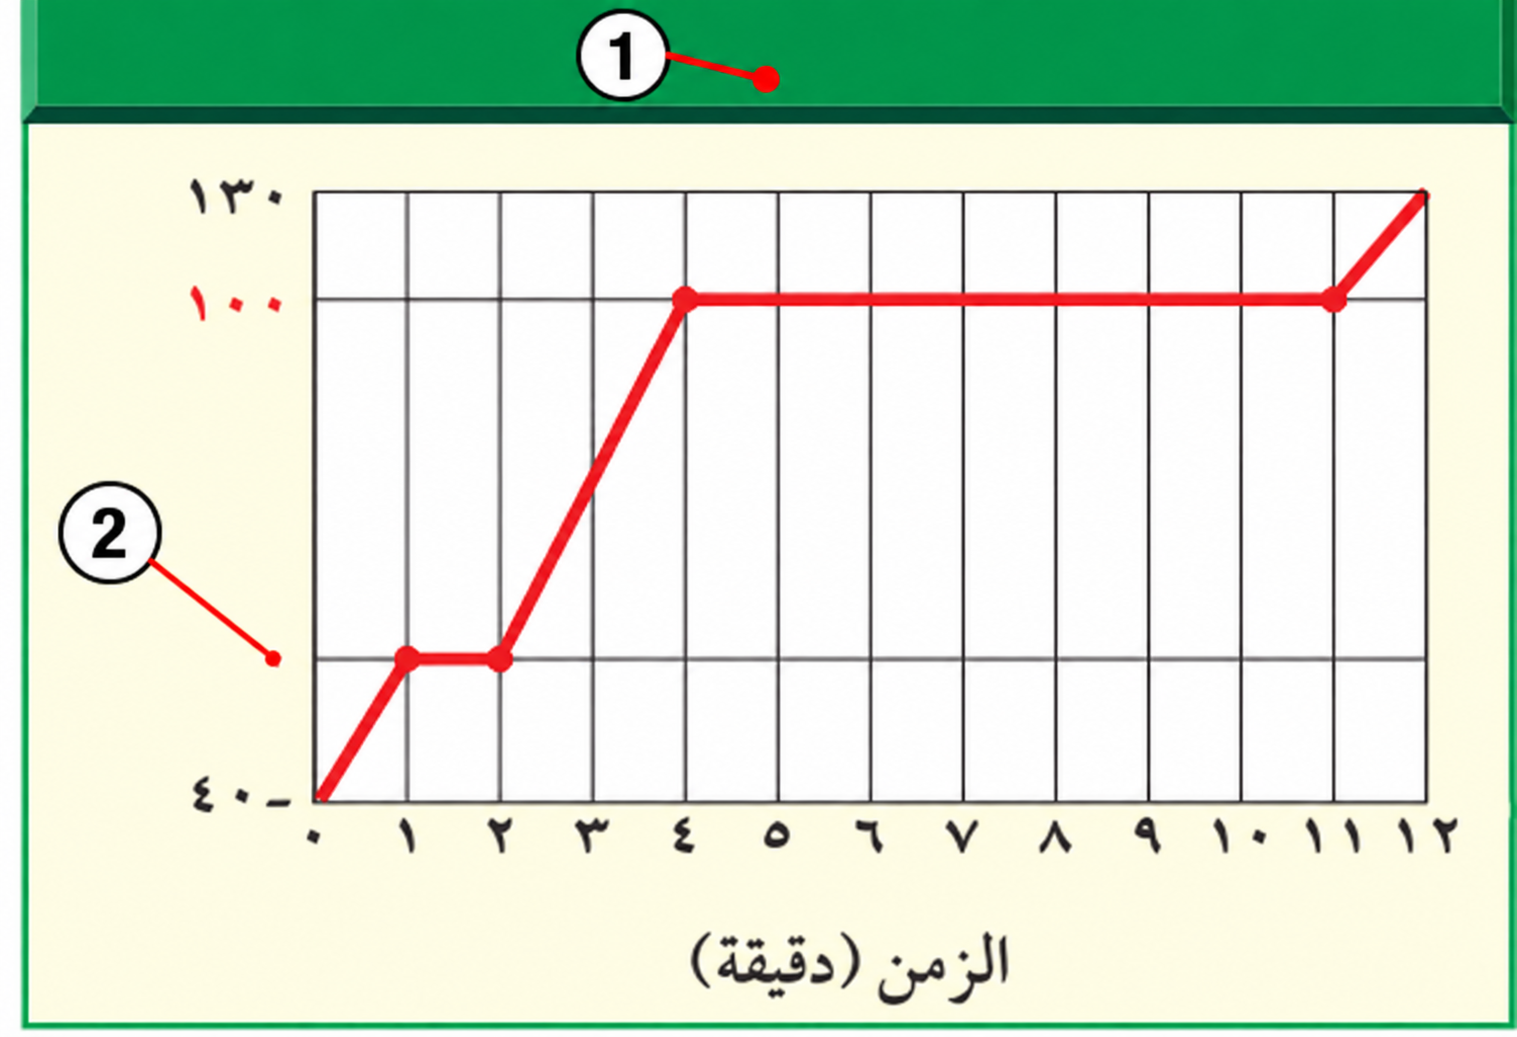 1
١٣٠
١٠٠
2
٤٠-
٠ ١ ٢ ٣ ٤ ٥ ٦ ٧ ٨ ٩ ١٠ ١١ ١٢
الزمن (دقيقة)